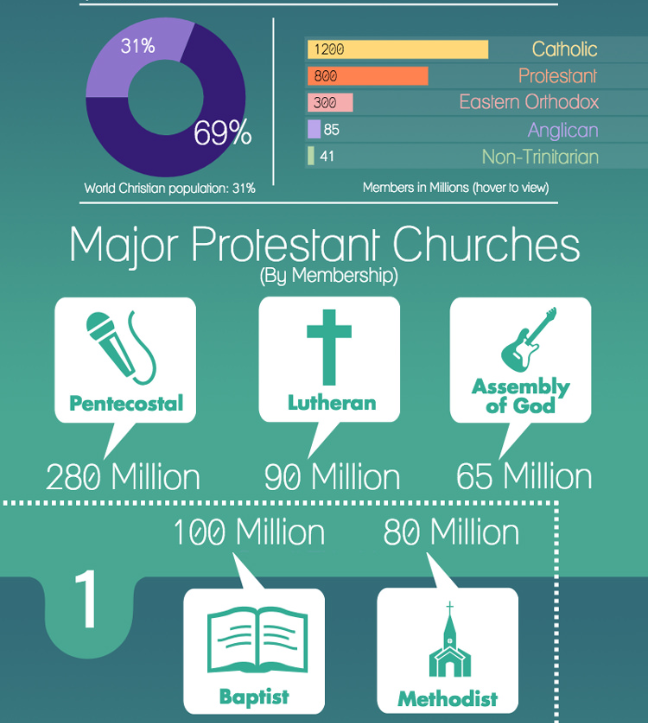 31%
69%
World Christian population: 31%
1200 Catholic
800 Protestant
300 Eastern Orthodox
85 Anglican
41 Non-Trinitarian
Members in Millions (hover to view)
Major Protestant Churches
(By Membership)
Pentecostal
280 Million
Lutheran
90 Million
Assembly
of God
65 Million
1
100 Million
Baptist
80 Million
Methodist